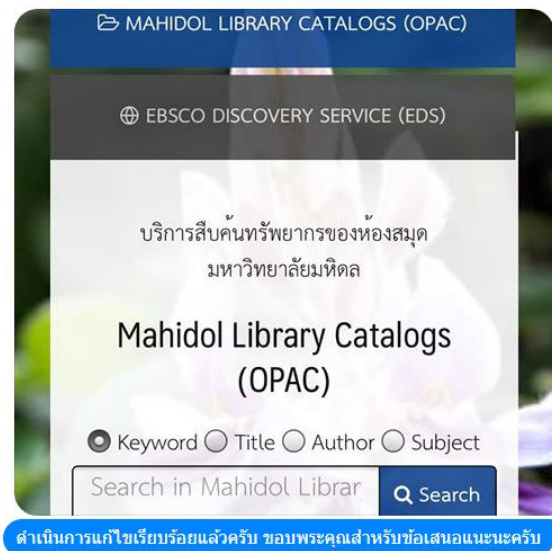 MAHIDOL LIBRARY CATALOGS (OPAC)
EBSCO DISCOVERY SERVICE (EDS)
บริการสืบค้นทรัพยากรของห้องสมุด
มหาวิทยาลัยมหิดล
Mahidol Library Catalogs
(OPAC)
Keyword Title Author Subject
Search in Mahidol Librar Search
ดำเนินการแก้ไขเรียบร้อยแล้วครับ ขอบพระคุณสำหรับข้อเสนอแนะนะครับ